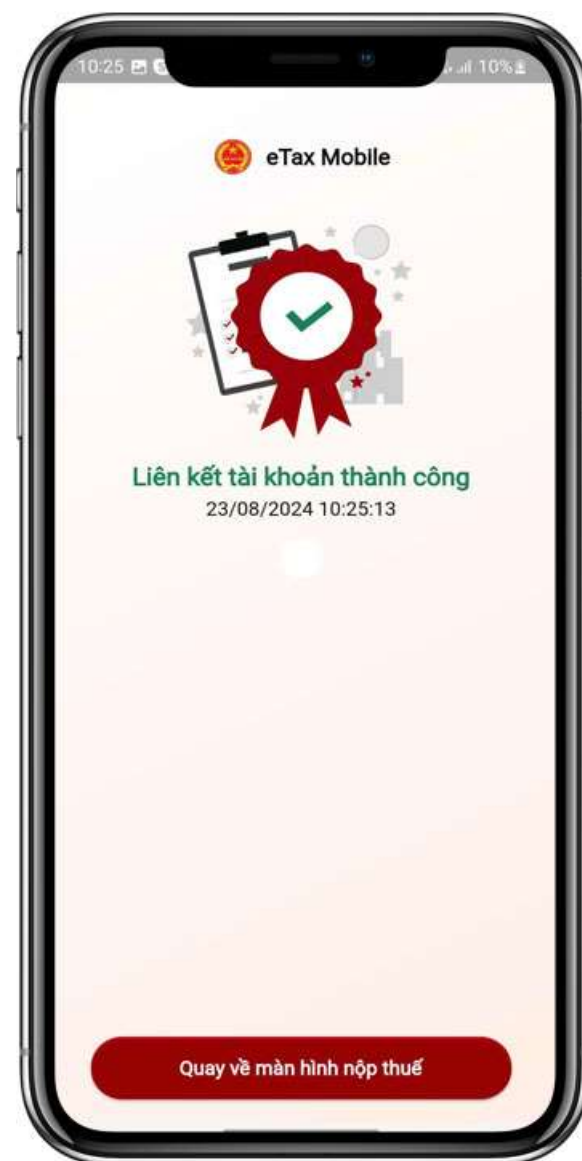 10:25
10%
eTax Mobile
Liên kết tài khoản thành công
23/08/2024 10:25:13
Quay về màn hình nộp thuế